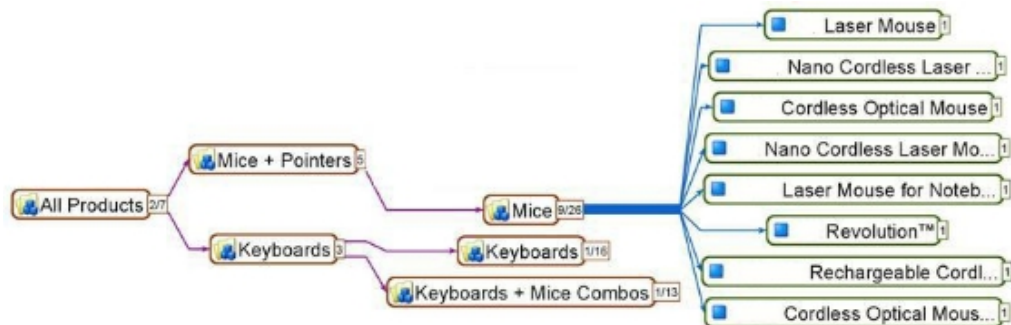 Laser Mouse 1
Nano Cordless Laser ... 1
Cordless Optical Mouse 1
Mice + Pointers 5
Nano Cordless Laser Mo... 1
All Products 2/7
Mice 9/26
Laser Mouse for Noteb... 1
Revolution™ 1
Keyboards 3
Keyboards 1/16
Rechargeable Cordl... 1
Keyboards + Mice Combos 1/13
Cordless Optical Mous... 1